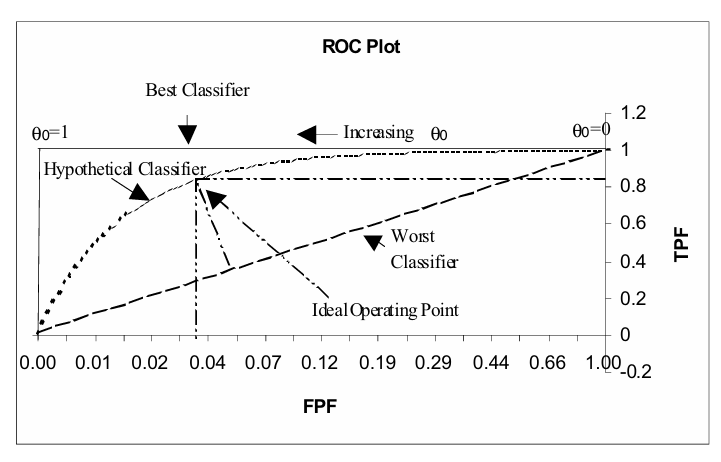 ROC Plot
Best Classifier
1.2
θ0=1
Increasing θ0
θ0=0
1
Hypothetical Classifier
0.8
0.6
Worst
Classifier
TPF
0.4
0.2
Ideal Operating Point
0
0.00 0.01 0.02 0.04 0.07 0.12 0.19 0.29 0.44 0.66 1.00
-0.2
FPF